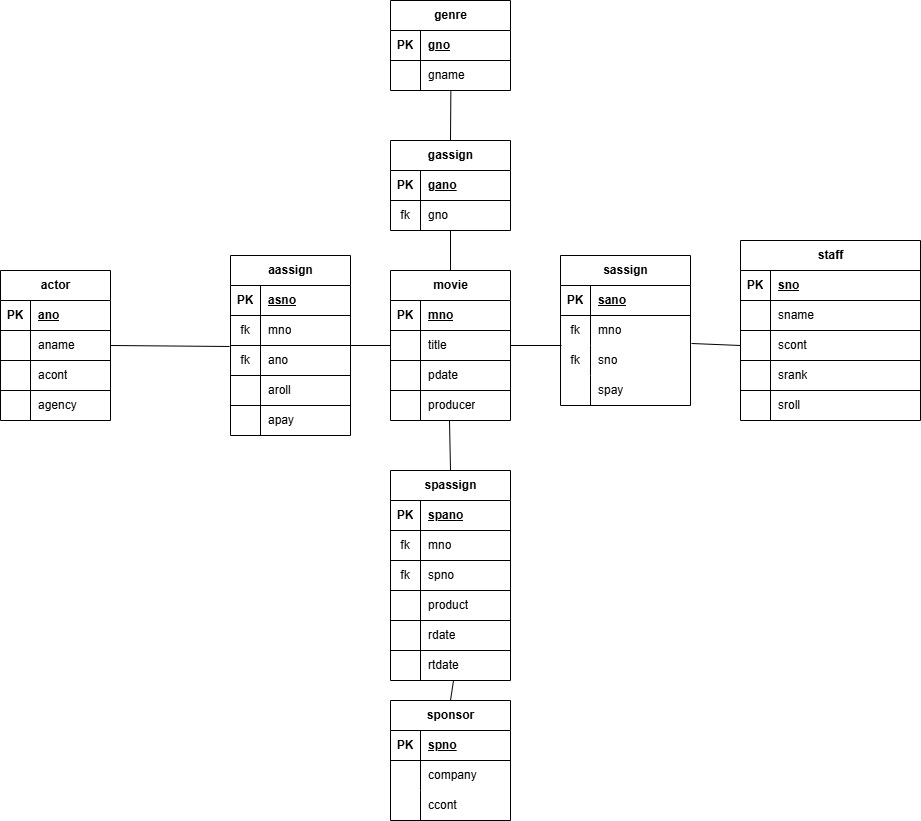 genre
PK gno
gname
gassign
PK gano
fk gno
actor
PK ano
aname
acont
agency
aassign
PK asno
fk mno
fk ano
aroll
apay
movie
PK mno
title
pdate
producer
sassign
PK sano
fk mno
fk sno
spay
staff
PK sno
sname
scont
srank
sroll
spassign
PK spano
fk mno
fk spno
product
rdate
rtdate
sponsor
PK spno
company
ccont